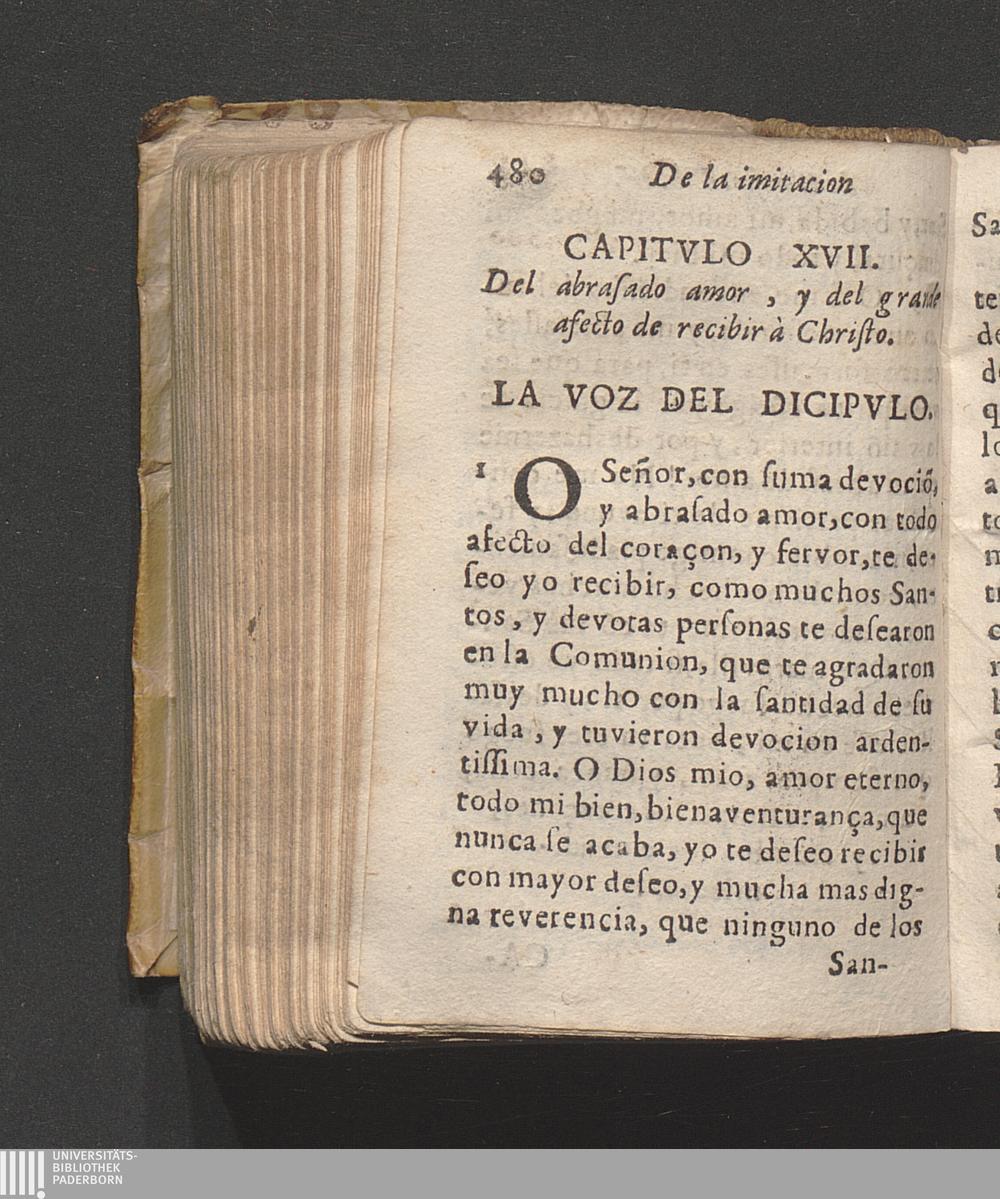 480 De la imitacion
CAPITVLO XVII.
Del abraſado amor, y del grande
afecto de recibir à Chriſto.
LA VOZ DEL DICIPVLO.
1 O Señor, con ſuma devociõ,
y abraſado amor, con todo
afecto del coraçon, y fervor, te de-
ſeo yo recibir, como muchos San-
tos, y devotas perſonas te deſearon
en la Comunion, que te agradaron
muy mucho con la ſantidad de ſu
vida, y tuvieron devocion arden-
tiſſima. O Dios mio, amor eterno,
todo mi bien, bienaventurança, que
nunca ſe acaba, yo te deſeo recibir
con mayor deſeo, y mucha mas dig-
na reverencia, que ninguno de los
San-
UNIVERSITÄTS-
BIBLIOTHEK
PADERBORN